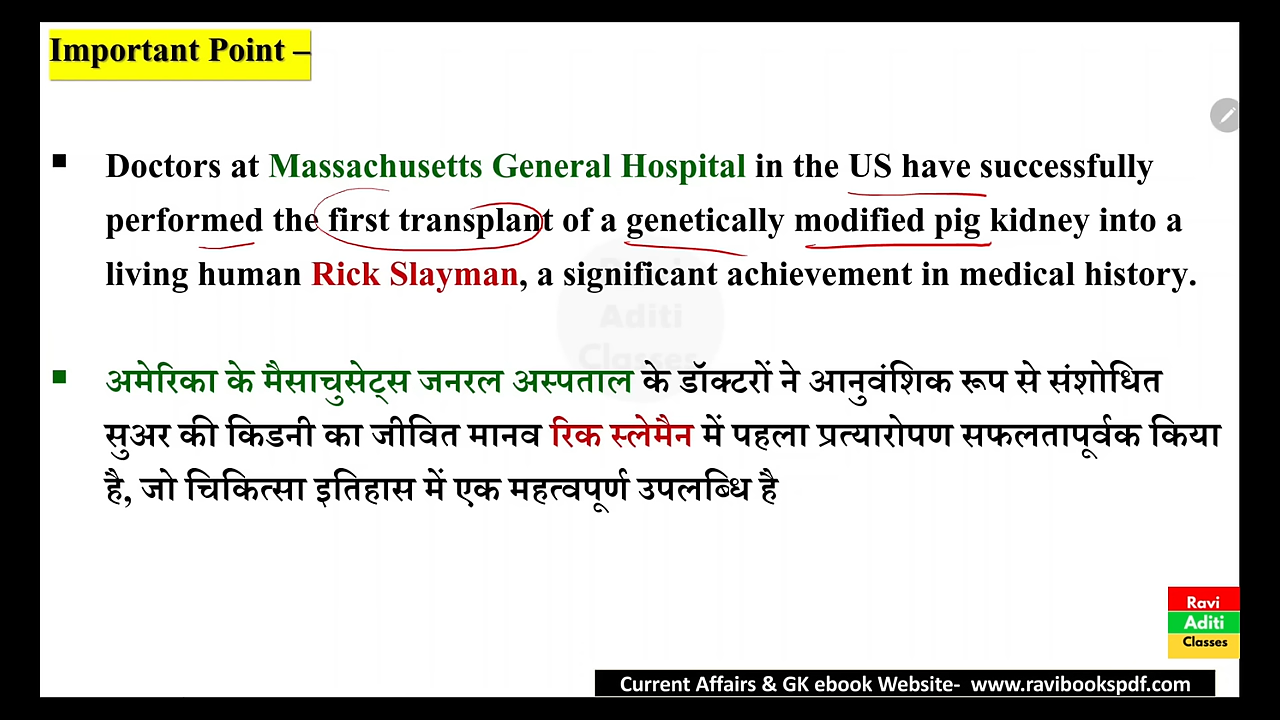 Important Point –
Doctors at Massachusetts General Hospital in the US have successfully
performed the first transplant of a genetically modified pig kidney into a
living human Rick Slayman, a significant achievement in medical history.
Ravi
Aditi
Classes
अमेरिका के मैसाचुसेट्स जनरल अस्पताल के डॉक्टरों ने आनुवंशिक रूप से संशोधित
सुअर की किडनी का जीवित मानव रिक स्लेमैन में पहला प्रत्यारोपण सफलतापूर्वक किया
है, जो चिकित्सा इतिहास में एक महत्वपूर्ण उपलब्धि है
Ravi
Aditi
Classes
Current Affairs & GK ebook Website- www.ravibookspdf.com